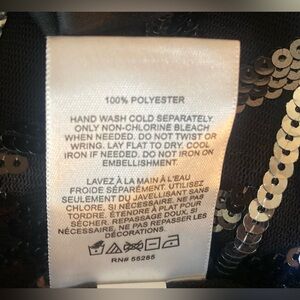 100% POLYESTER
HAND WASH COLD SEPARATELY
ONLY NON-CHLORINE BLEACH
WHEN NEEDED. DO NOT TWIST OR
WRING. LAY FLAT TO DRY. COOL
IRON IF NEEDED. DO NOT IRON ON
EMBELLISHMENT.
LAVEZ À LA MAIN À L'EAU
FROIDE SÉPARÉMENT. UTILISEZ
SEULEMENT DU JAVELLISANT SANS
CHLORE, SI NÉCESSAIRE. NE PAS
TORDRE. ÉTENDRE À PLAT POUR
SÉCHER. REPASSAGE DOUX, SI
NÉCESSAIRE. NE PAS REPASSER LES
DÉCORATIONS.
RN# 55285